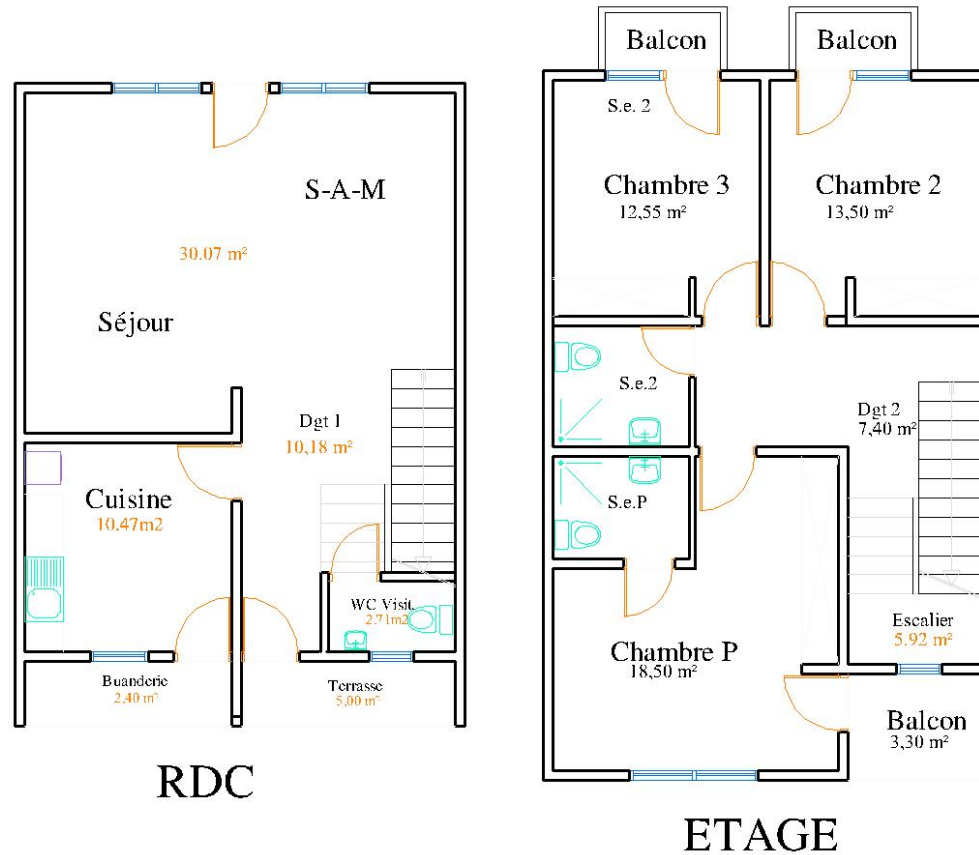 S-A-M
30.07 m²
Séjour
Dgt 1
10,18 m²
Cuisine
10.47m2
WC Visit.
2.71m2
Buanderie
2,40 m²
Terrasse
5,00 m²
RDC
Balcon
Balcon
S.e. 2
Chambre 3
12,55 m²
Chambre 2
13,50 m²
S.e.2
Dgt 2
7,40 m²
S.e.P
Escalier
5.92 m²
Chambre P
18,50 m²
Balcon
3,30 m²
ETAGE